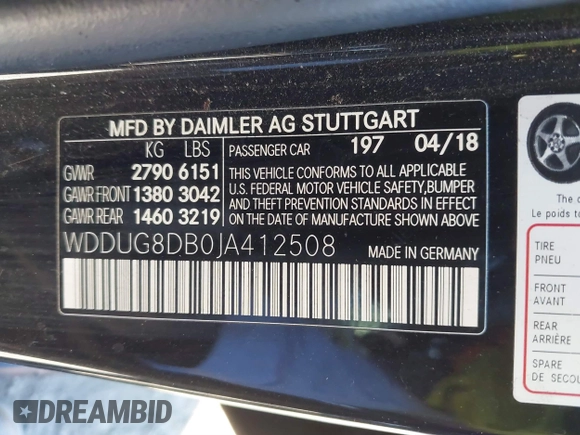 MFD BY DAIMLER AG STUTTGART
KG LBS
GVWR 2790 6151
GAWR FRONT 1380 3042
GAWR REAR 1460 3219
PASSENGER CAR 197 04/18
THIS VEHICLE CONFORMS TO ALL APPLICABLE
U.S. FEDERAL MOTOR VEHICLE SAFETY, BUMPER
AND THEFT PREVENTION STANDARDS IN EFFECT
ON THE DATE OF MANUFACTURE SHOWN ABOVE.
WDDUG8DB0JA412508
MADE IN GERMANY
The
Le poids
TIRE
PNEU
FRONT
AVANT
REAR
ARRIÈRE
SPARE
DE
DREAMBID